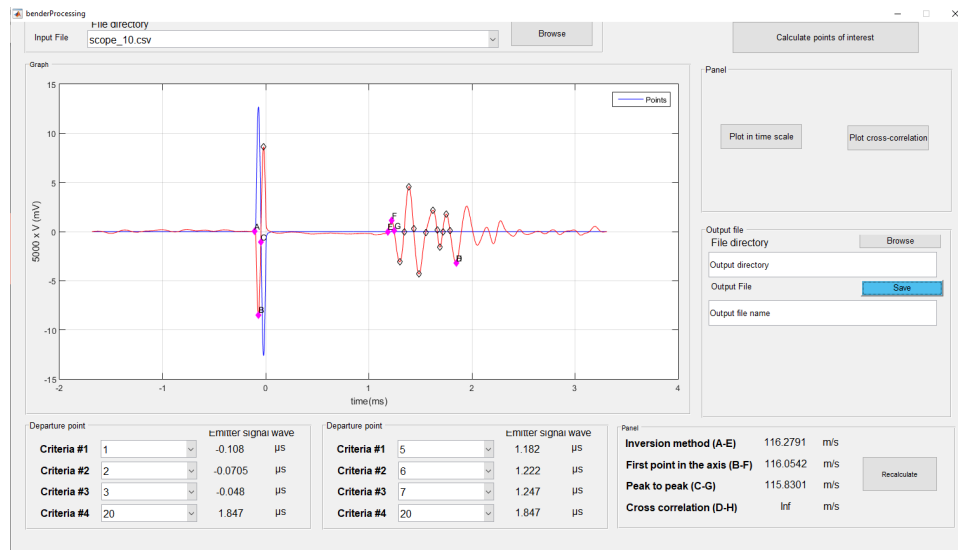 benderProcessing
File directory
Input File scope_10.csv Browse Calculate points of interest
Graph
Panel
15
10
5
0
-5
-10
-15
5000 x V (mV)
Points
A
B
C
E
F
G
-2 -1 0 1 2 3 4
time(ms)
Plot in time scale Plot cross-correlation
Output file
File directory Browse
Output directory
Output File Save
Output file name
Departure point
Emitter signal wave
Criteria #1 1 -0.108 µs
Criteria #2 2 -0.0705 µs
Criteria #3 3 -0.048 µs
Criteria #4 20 1.847 µs
Departure point
Emitter signal wave
Criteria #1 5 1.182 µs
Criteria #2 6 1.222 µs
Criteria #3 7 1.247 µs
Criteria #4 20 1.847 µs
Panel
Inversion method (A-E) 116.2791 m/s
First point in the axis (B-F) 116.0542 m/s
Peak to peak (C-G) 115.8301 m/s
Cross correlation (D-H) Inf m/s
Recalculate